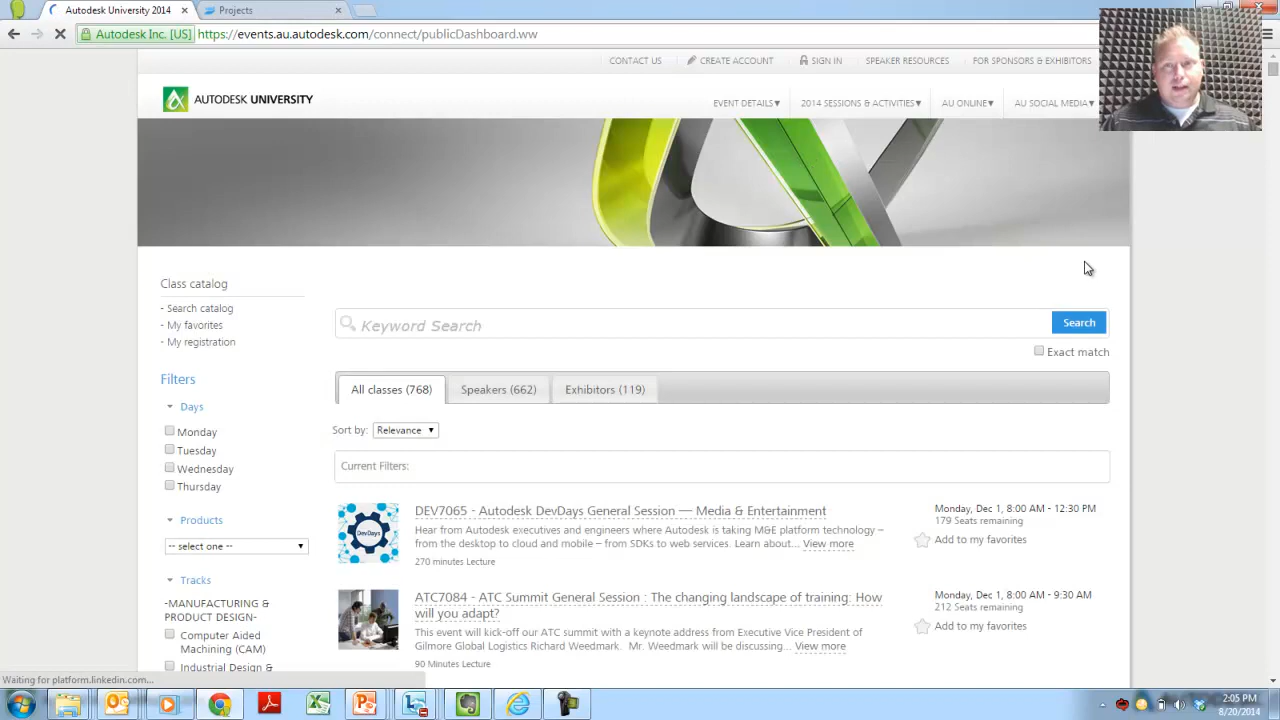 Autodesk University 2014 × Projects ×
Autodesk Inc. [US] https://events.au.autodesk.com/connect/publicDashboard.ww
CONTACT US CREATE ACCOUNT SIGN IN SPEAKER RESOURCES FOR SPONSORS & EXHIBITORS
AUTODESK UNIVERSITY EVENT DETAILS▾ 2014 SESSIONS & ACTIVITIES▾ AU ONLINE▾ AU SOCIAL MEDIA▾
Class catalog
- Search catalog
- My favorites
- My registration
Filters
Days
Monday
Tuesday
Wednesday
Thursday
Products
-- select one --
Tracks
-MANUFACTURING &
PRODUCT DESIGN-
Computer Aided
Machining (CAM)
Industrial Design &
Keyword Search
Search
Exact match
All classes (768) Speakers (662) Exhibitors (119)
Sort by: Relevance
Current Filters:
DEV7065 - Autodesk DevDays General Session — Media & Entertainment
Hear from Autodesk executives and engineers where Autodesk is taking M&E platform technology –
from the desktop to cloud and mobile – from SDKs to web services. Learn about... View more
270 minutes Lecture
Monday, Dec 1, 8:00 AM - 12:30 PM
179 Seats remaining
Add to my favorites
DevDays
ATC7084 - ATC Summit General Session : The changing landscape of training: How
will you adapt?
This event will kick-off our ATC summit with a keynote address from Executive Vice President of
Gilmore Global Logistics Richard Weedmark. Mr. Weedmark will be discussing... View more
90 Minutes Lecture
Monday, Dec 1, 8:00 AM - 9:30 AM
212 Seats remaining
Add to my favorites
Waiting for platform.linkedin.com...
2:05 PM
8/20/2014